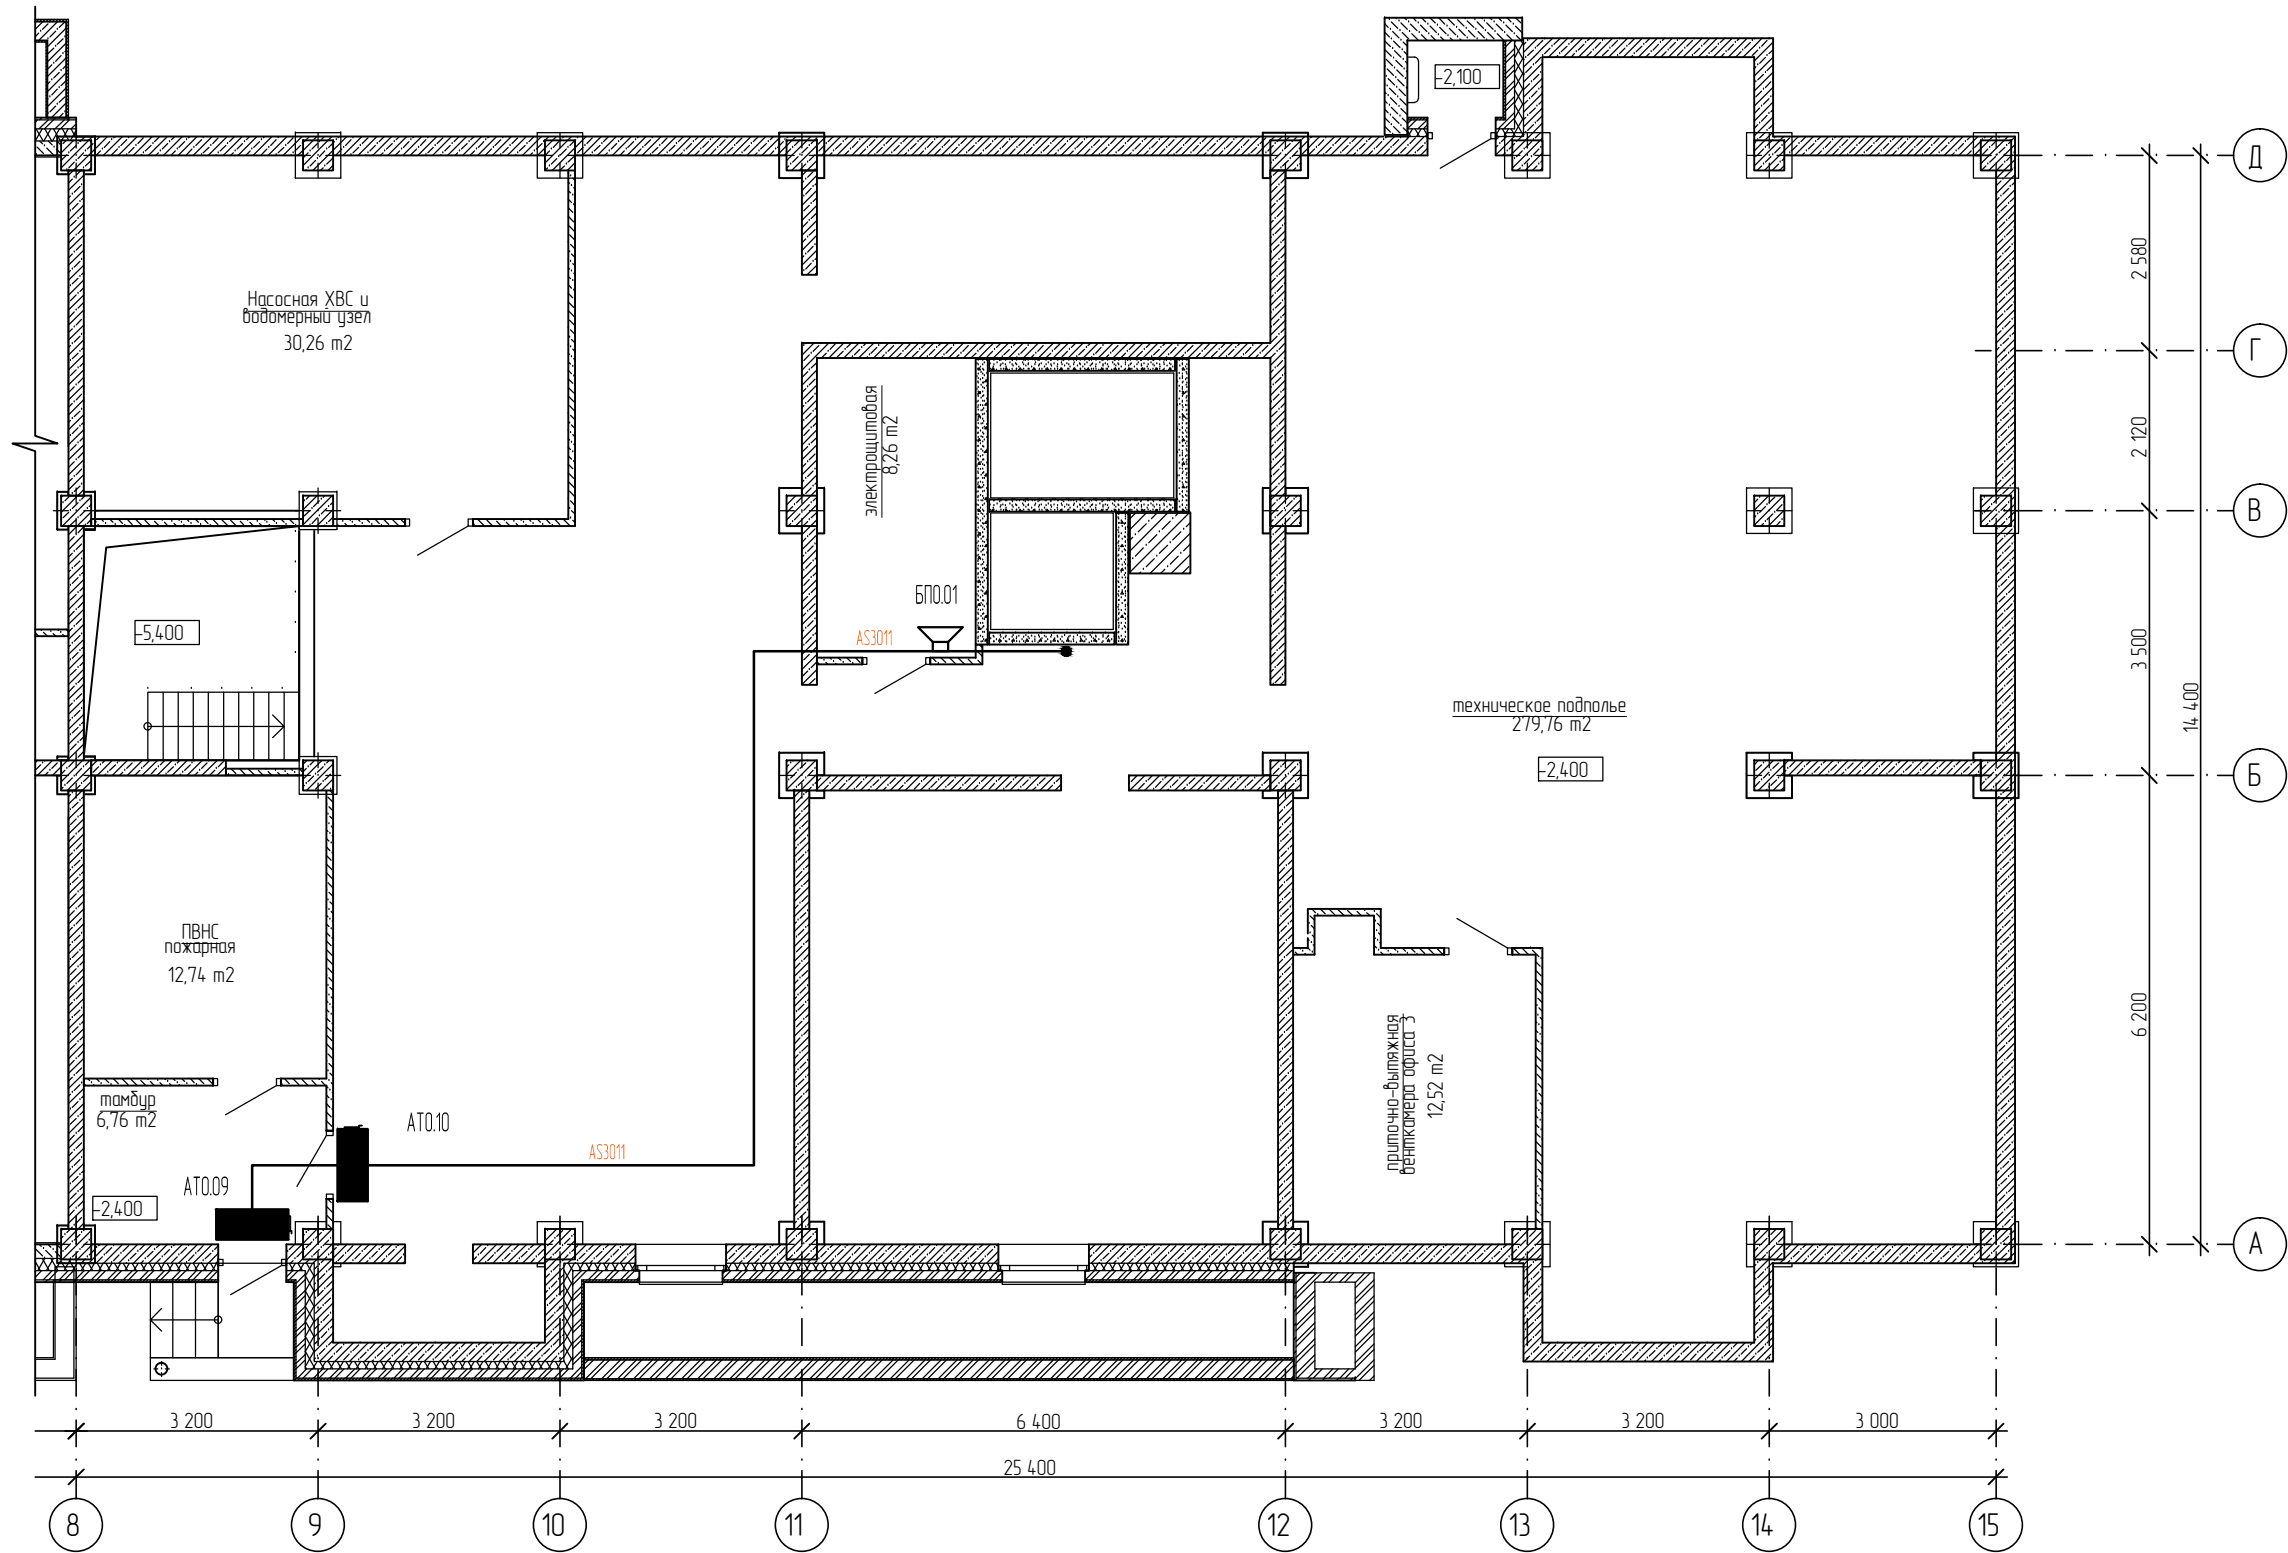 -2,100
Д
2 580
Насосная ХВС и
водомерный узел
30,26 m2
Г
электрощитовая
8,26 m2
2 120
В
БПО.01
-5,400
AS3011
3 500
14 400
техническое подполье
279,76 m2
-2,400
Б
ПВНС
пожарная
12,74 m2
6 200
приточно-вытяжная
венткамера офиса 3
12,52 m2
тамбур
6,76 m2
АТО.10
AS3011
АТО.09
-2,400
А
3 200
3 200
3 200
6 400
3 200
3 200
3 000
25 400
8
9
10
11
12
13
14
15